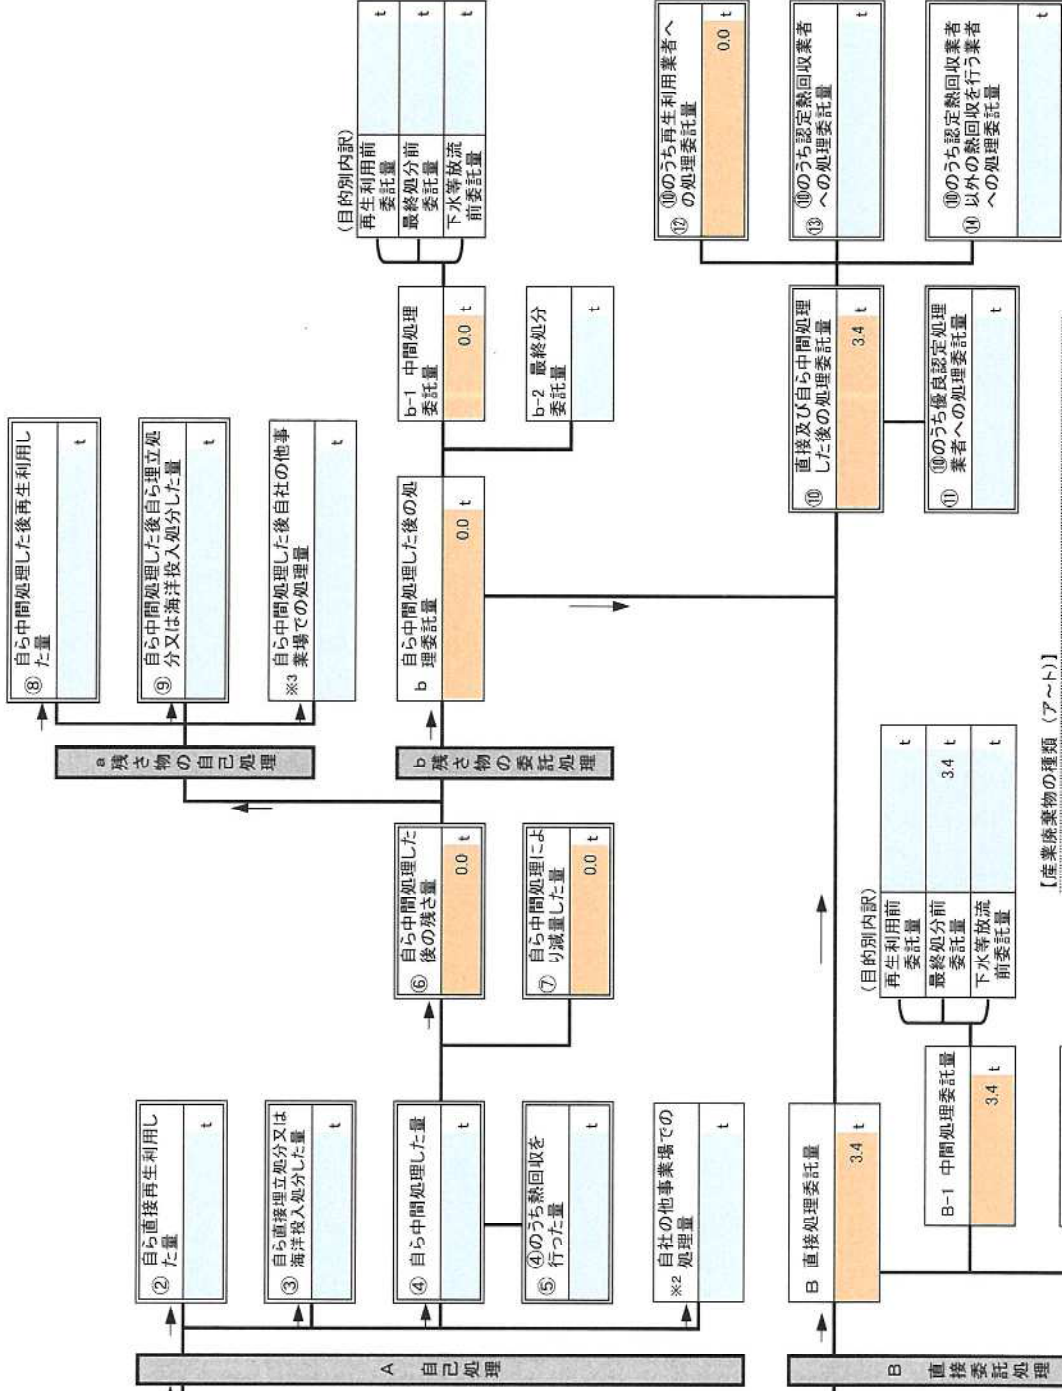 A 自己処理
② 自ら直接再生利用し
た量
t
③ 自ら直接埋立処分又は
海洋投入処分した量
t
④ 自ら中間処理した量
t
⑤ ④のうち熱回収を
行った量
t
※2 自社の他事業場での
処理量
t
⑥ 自ら中間処理した
後の残さ量
0.0 t
⑦ 自ら中間処理によ
り減量した量
0.0 t
a 残さ物の自己処理
⑧ 自ら中間処理した後再生利用し
た量
t
⑨ 自ら中間処理した後自ら埋立処
分又は海洋投入処分した量
t
※3 自ら中間処理した後自社の他事
業場での処理量
t
b 残さ物の委託処理
b 自ら中間処理した後の処
理委託量
0.0 t
b-1 中間処理
委託量
0.0 t
(目的別内訳)
再生利用前
委託量
t
最終処分前
委託量
t
下水等放流
前委託量
t
b-2 最終処分
委託量
t
B 直接委託処理
B 直接処理委託量
3.4 t
B-1 中間処理委託量
3.4 t
(目的別内訳)
再生利用前
委託量
t
最終処分前
委託量
3.4 t
下水等放流
前委託量
t
⑩ 直接及び自ら中間処理
した後の処理委託量
3.4 t
⑪ ⑩のうち優良認定処理
業者への処理委託量
t
⑫ ⑩のうち再生利用業者へ
の処理委託量
0.0 t
⑬ ⑩のうち認定熱回収業者
への処理委託量
t
⑭ ⑩のうち認定熱回収業者
以外の熱回収を行う業者
への処理委託量
t
【産業廃棄物の種類（ア～ト）】